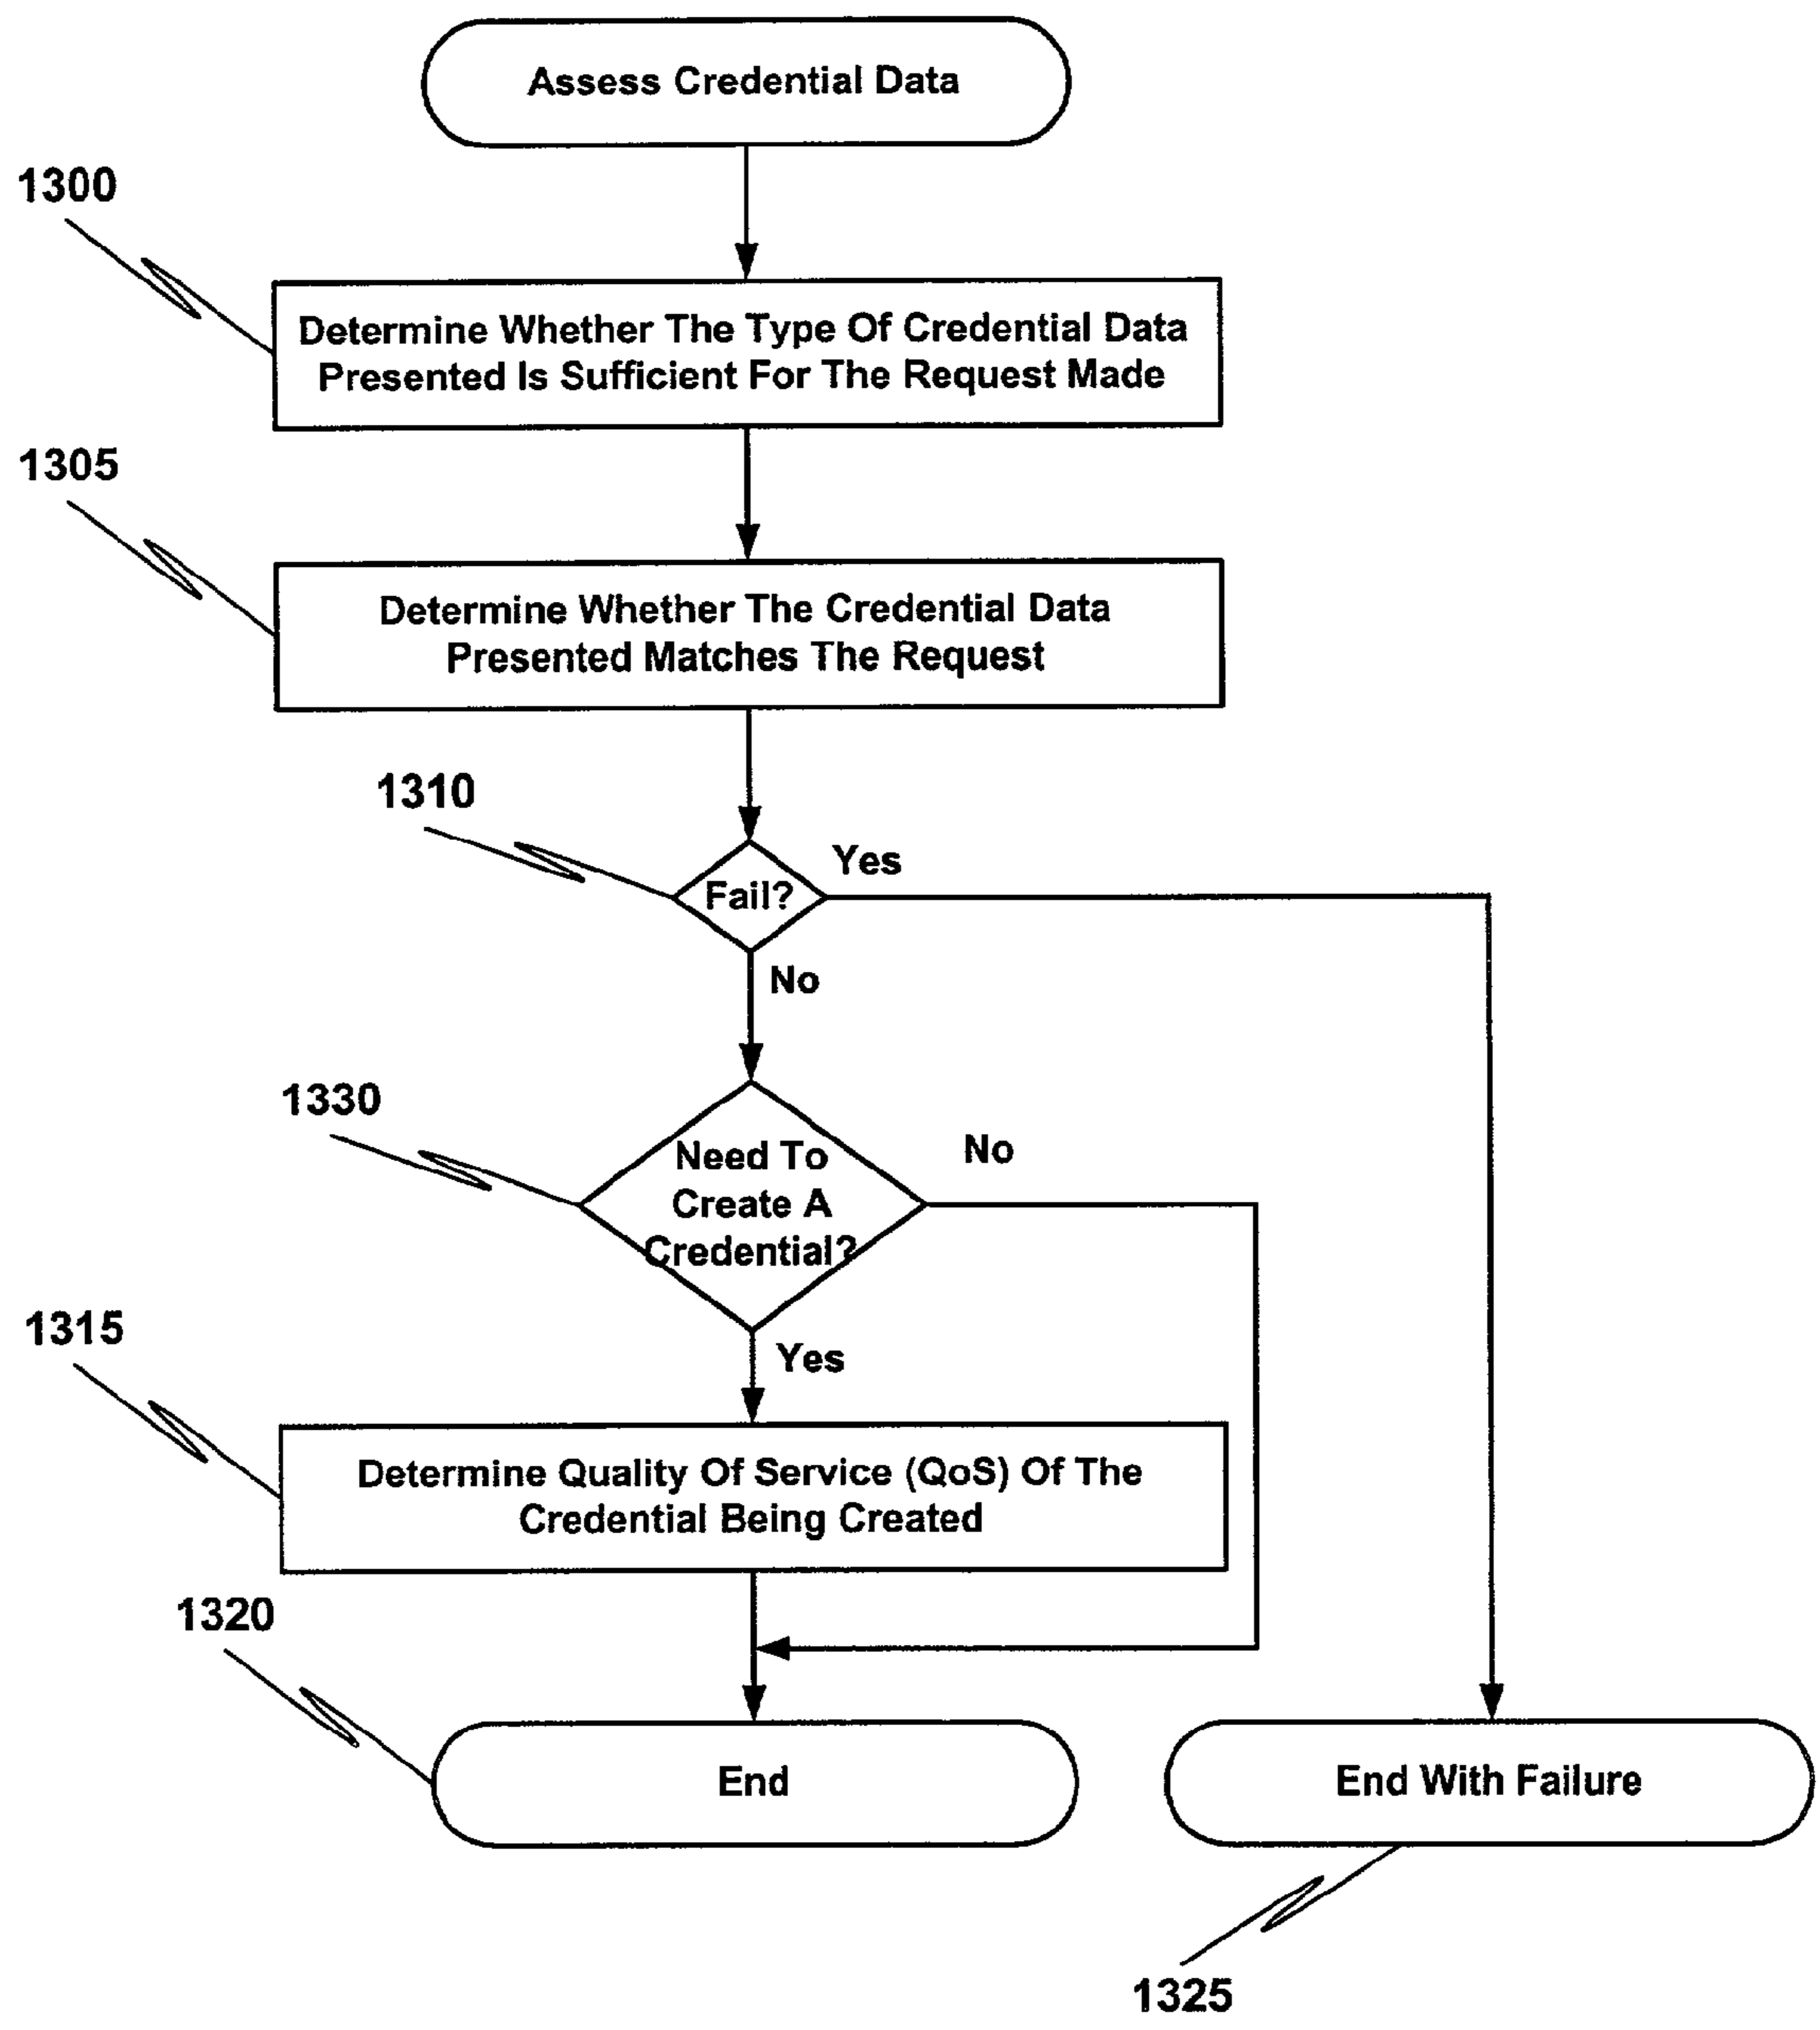 Assess Credential Data
1300
Determine Whether The Type Of Credential Data
Presented Is Sufficient For The Request Made
1305
Determine Whether The Credential Data
Presented Matches The Request
1310
Yes
Fail?
No
1330
No
Need To
Create A
Credential?
1315
Yes
Determine Quality Of Service (QoS) Of The
Credential Being Created
1320
End
End With Failure
1325